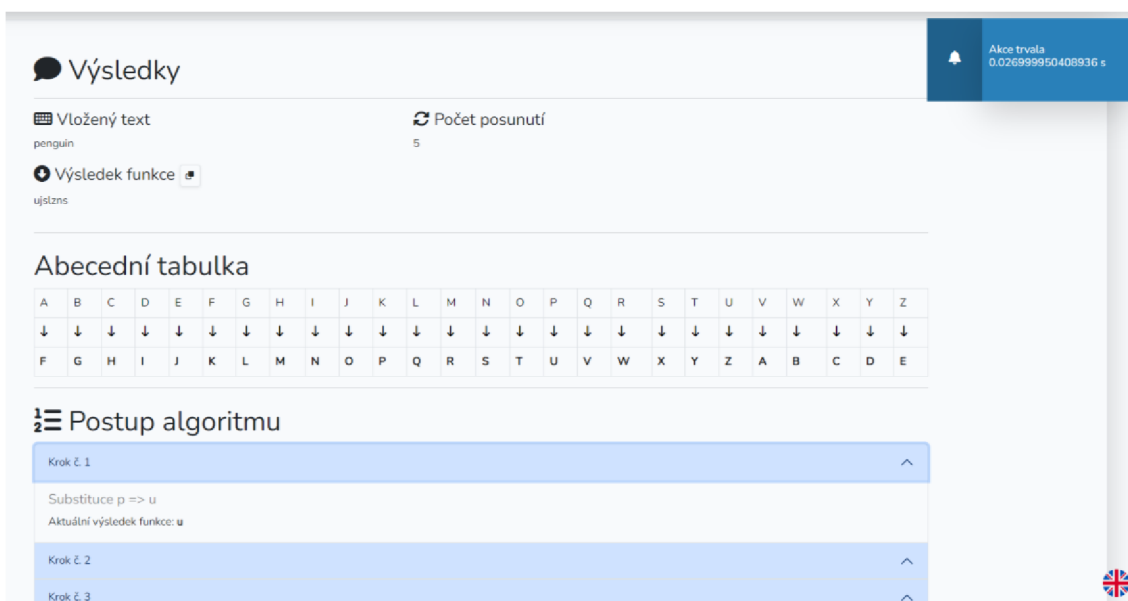 Akce trvala
0.026999950408936 s
Výsledky
Vložený text
Počet posunutí
penguin
5
Výsledek funkce
ujslzns
Abecední tabulka
A B C D E F G H I J K L M N O P Q R S T U V W X Y Z
↓ ↓ ↓ ↓ ↓ ↓ ↓ ↓ ↓ ↓ ↓ ↓ ↓ ↓ ↓ ↓ ↓ ↓ ↓ ↓ ↓ ↓ ↓ ↓ ↓ ↓
F G H I J K L M N O P Q R S T U V W X Y Z A B C D E
Postup algoritmu
Krok č. 1
Substituce p => u
Aktuální výsledek funkce: u
Krok č. 2
Krok č. 3